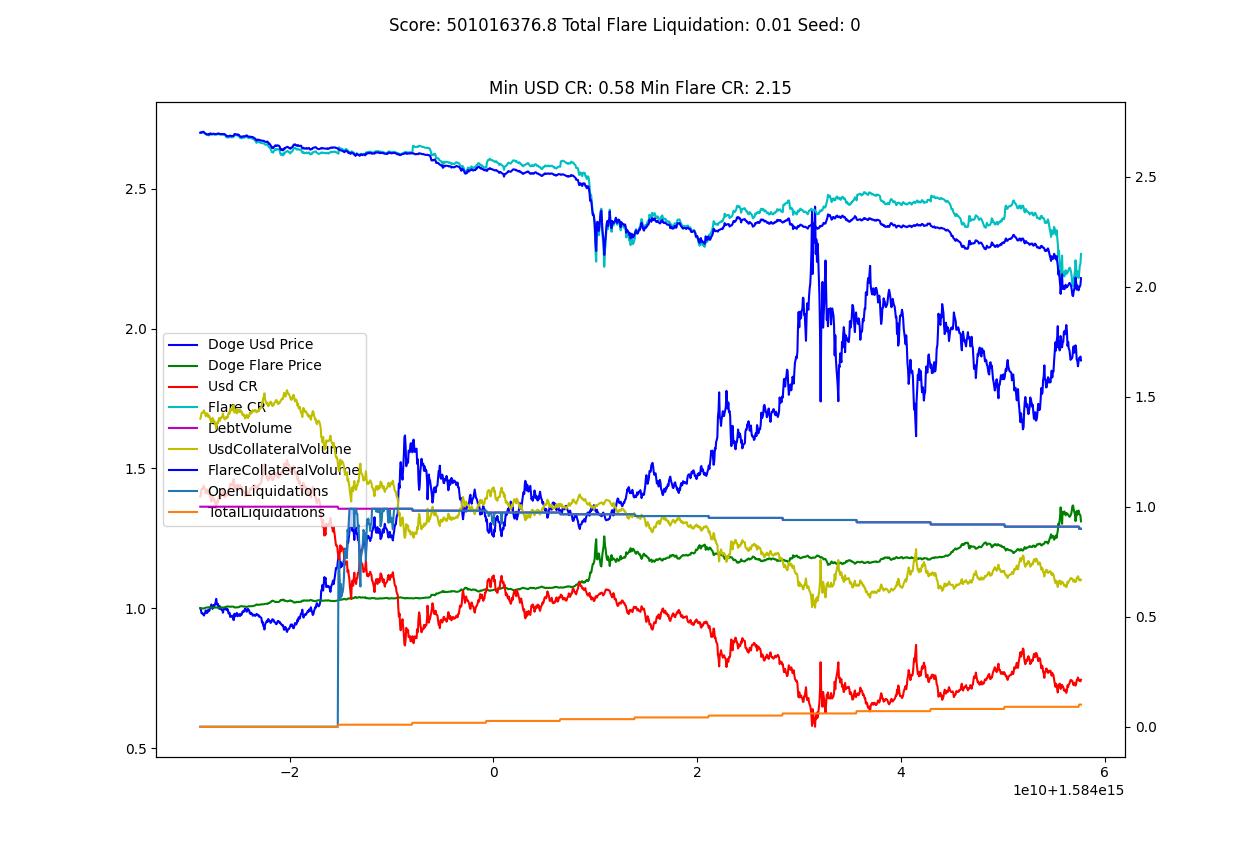 Score: 501016376.8 Total Flare Liquidation: 0.01 Seed: 0
Min USD CR: 0.58 Min Flare CR: 2.15
2.5
2.0
1.5
1.0
0.5
Doge Usd Price
Doge Flare Price
Usd CR
Flare CR
DebtVolume
UsdCollateralVolume
FlareCollateralVolume
OpenLiquidations
TotalLiquidations
2.5
2.0
1.5
1.0
0.5
0.0
−2
0
2
4
6
1e10+1.584e15